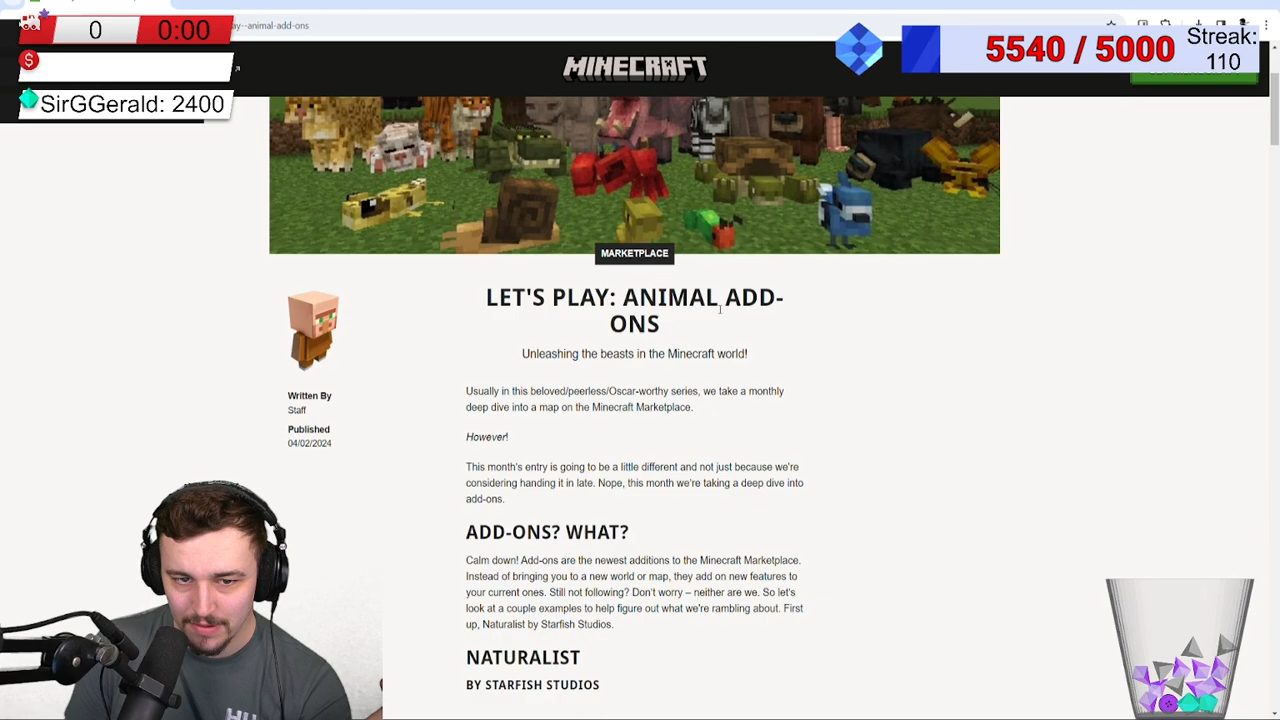 0
0:00
SirGGerald: 2400
ay--animal-add-ons
MINECRAFT
5540 / 5000
Streak:
110
MARKETPLACE
LET'S PLAY: ANIMAL ADD-
ONS
Unleashing the beasts in the Minecraft world!
Written By
Staff
Published
04/02/2024
Usually in this beloved/peerless/Oscar-worthy series, we take a monthly
deep dive into a map on the Minecraft Marketplace.
However!
This month's entry is going to be a little different and not just because we're
considering handing it in late. Nope, this month we're taking a deep dive into
add-ons.
ADD-ONS? WHAT?
Calm down! Add-ons are the newest additions to the Minecraft Marketplace.
Instead of bringing you to a new world or map, they add on new features to
your current ones. Still not following? Don't worry – neither are we. So let's
look at a couple examples to help figure out what we're rambling about. First
up, Naturalist by Starfish Studios.
NATURALIST
BY STARFISH STUDIOS